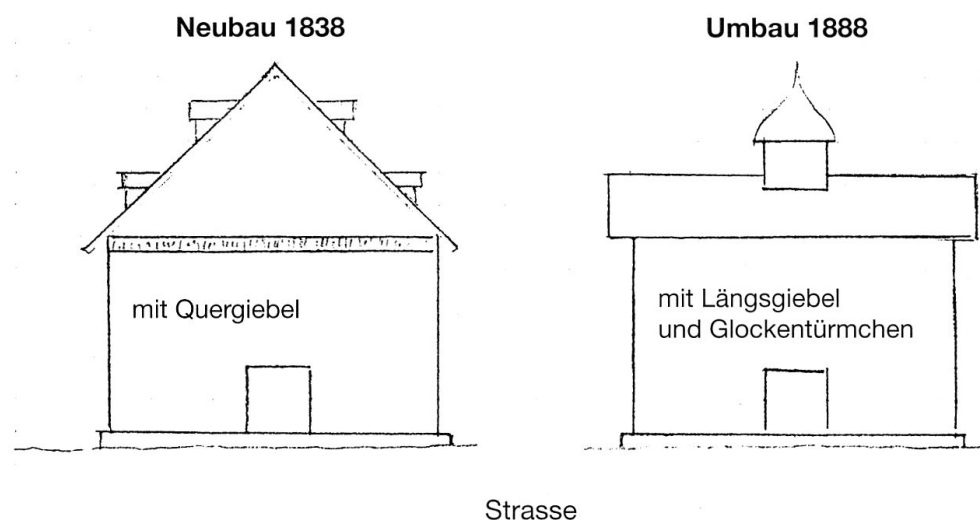 Neubau 1838
Umbau 1888
mit Quergiebel
mit Längsgiebel
und Glockentürmchen
Strasse